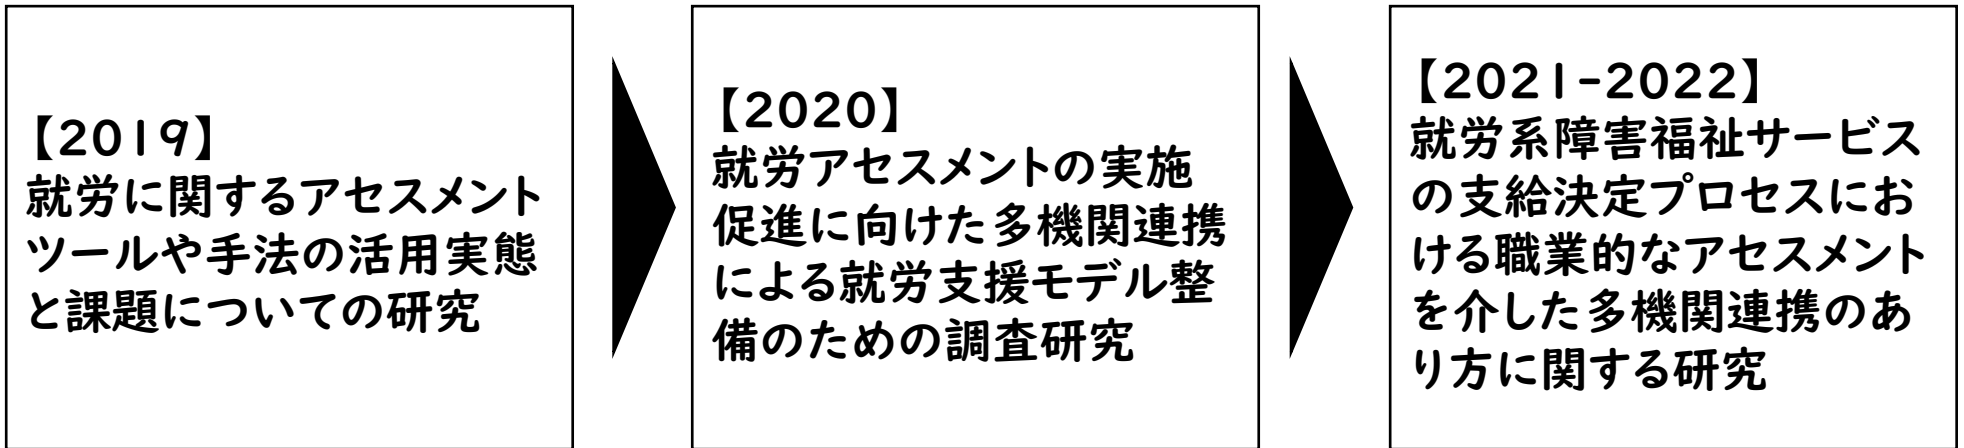 【2019】
就労に関するアセスメント
ツールや手法の活用実態
と課題についての研究
【2020】
就労アセスメントの実施
促進に向けた多機関連携
による就労支援モデル整
備のための調査研究
【2021-2022】
就労系障害福祉サービス
の支給決定プロセスにお
ける職業的なアセスメント
を介した多機関連携のあ
り方に関する研究